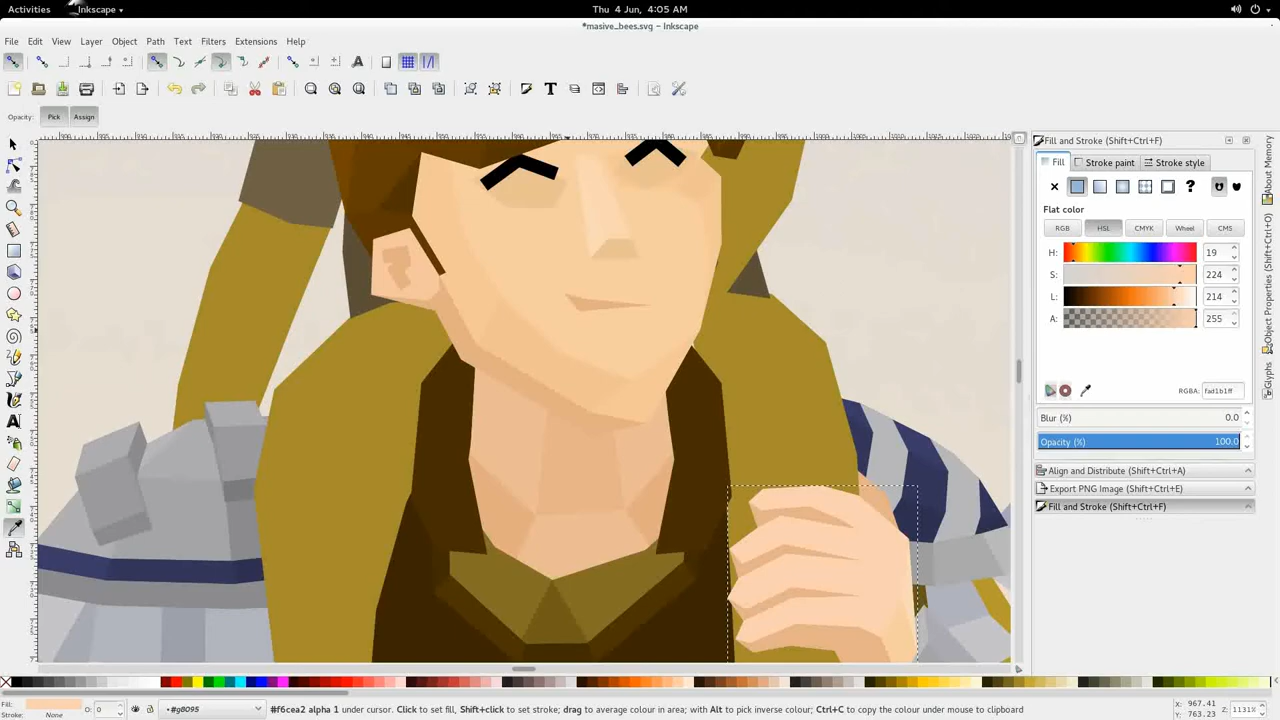 Activities
Inkscape
Thu 4 Jun, 4:05 AM
*masive_bees.svg – Inkscape
File Edit View Layer Object Path Text Filters Extensions Help
Opacity: Pick Assign
Fill and Stroke (Shift+Ctrl+F)
Fill Stroke paint Stroke style
?
Flat color
RGB HSL CMYK Wheel CMS
H: 19
S: 224
L: 214
A: 255
RGBA: fad1b1ff
Blur (%) 0.0
Opacity (%) 100.0
Align and Distribute (Shift+Ctrl+A)
Export PNG Image (Shift+Ctrl+E)
Fill and Stroke (Shift+Ctrl+F)
About Memory
Object Properties (Shift+Ctrl+O)
Glyphs
Fill:
Stroke: None
O: 0
•#g8095
#f6cea2 alpha 1 under cursor. Click to set fill, Shift+click to set stroke; drag to average colour in area; with Alt to pick inverse colour; Ctrl+C to copy the colour under mouse to clipboard
X: 967.41
Y: 763.23
Z: 1131%